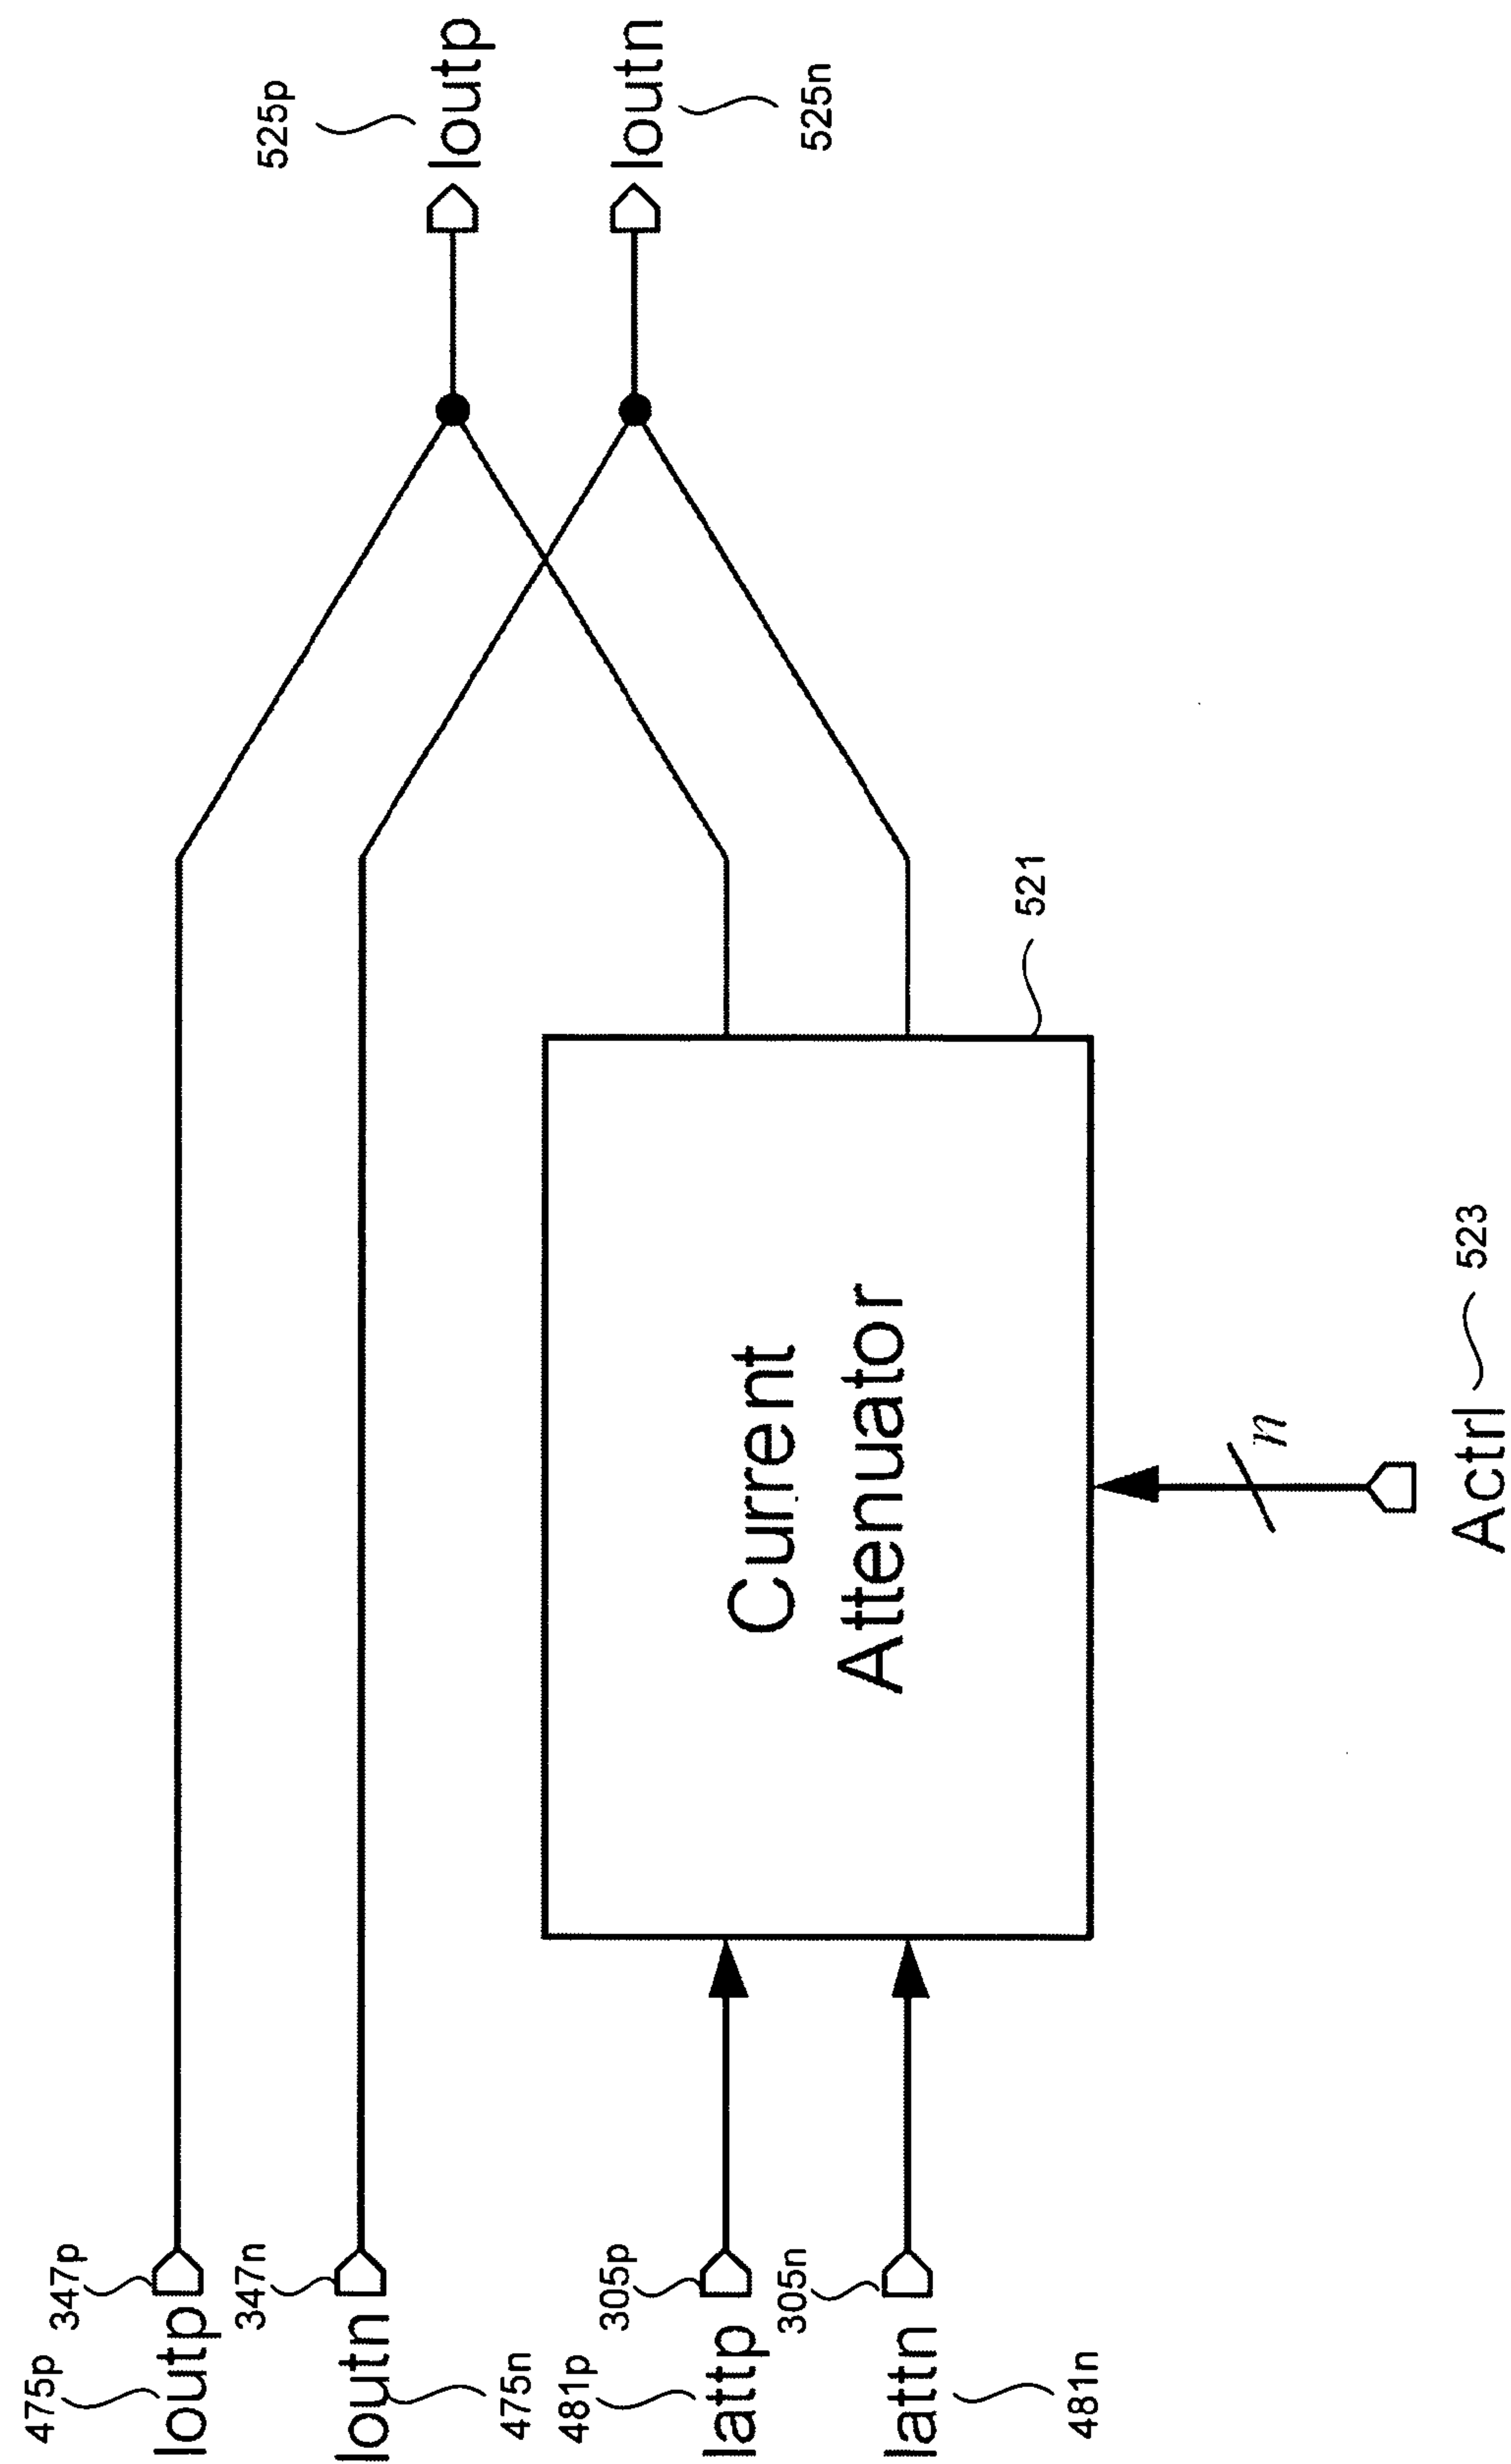 475p
347p
Ioutp
347n
Ioutn
475n
481p
305p
Iattp
305n
Iattn
481n
Current
Attenuator
521
n
Actrl
523
525p
Ioutp
Ioutn
525n